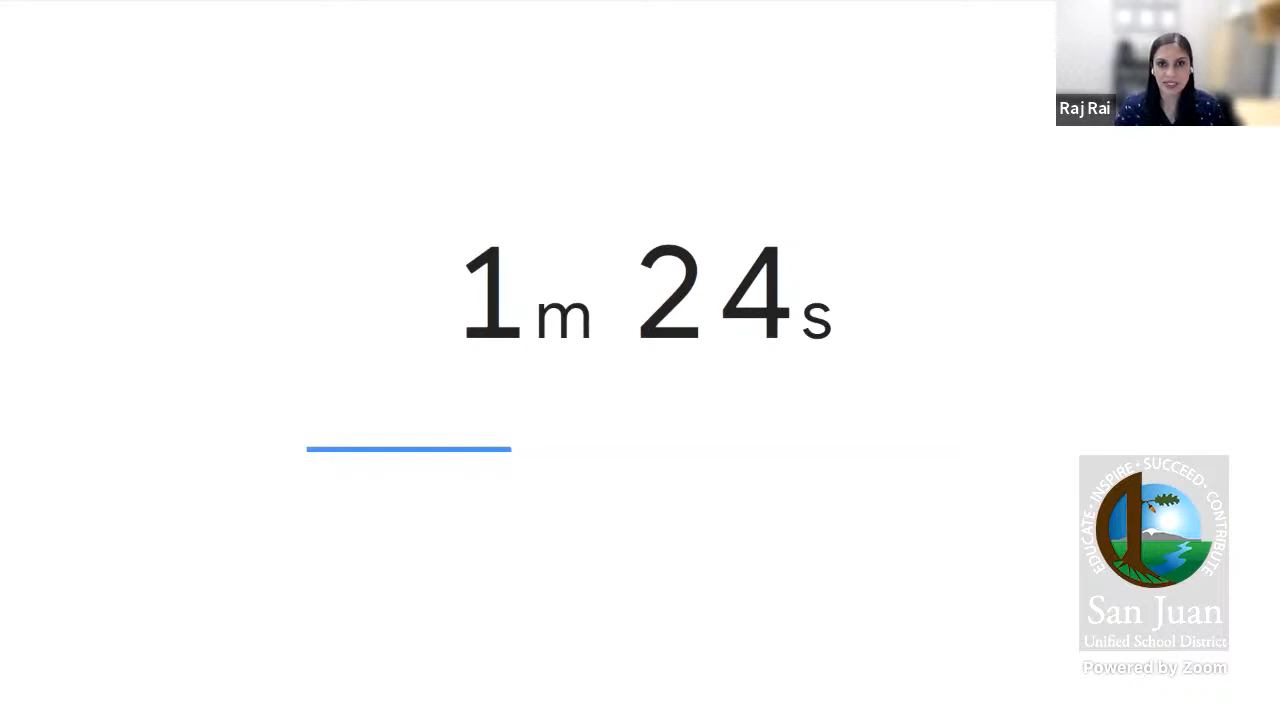 Raj Rai
1m 24s
EDUCATE • INSPIRE • SUCCEED • CONTRIBUTE
San Juan
Unified School District
Powered by Zoom